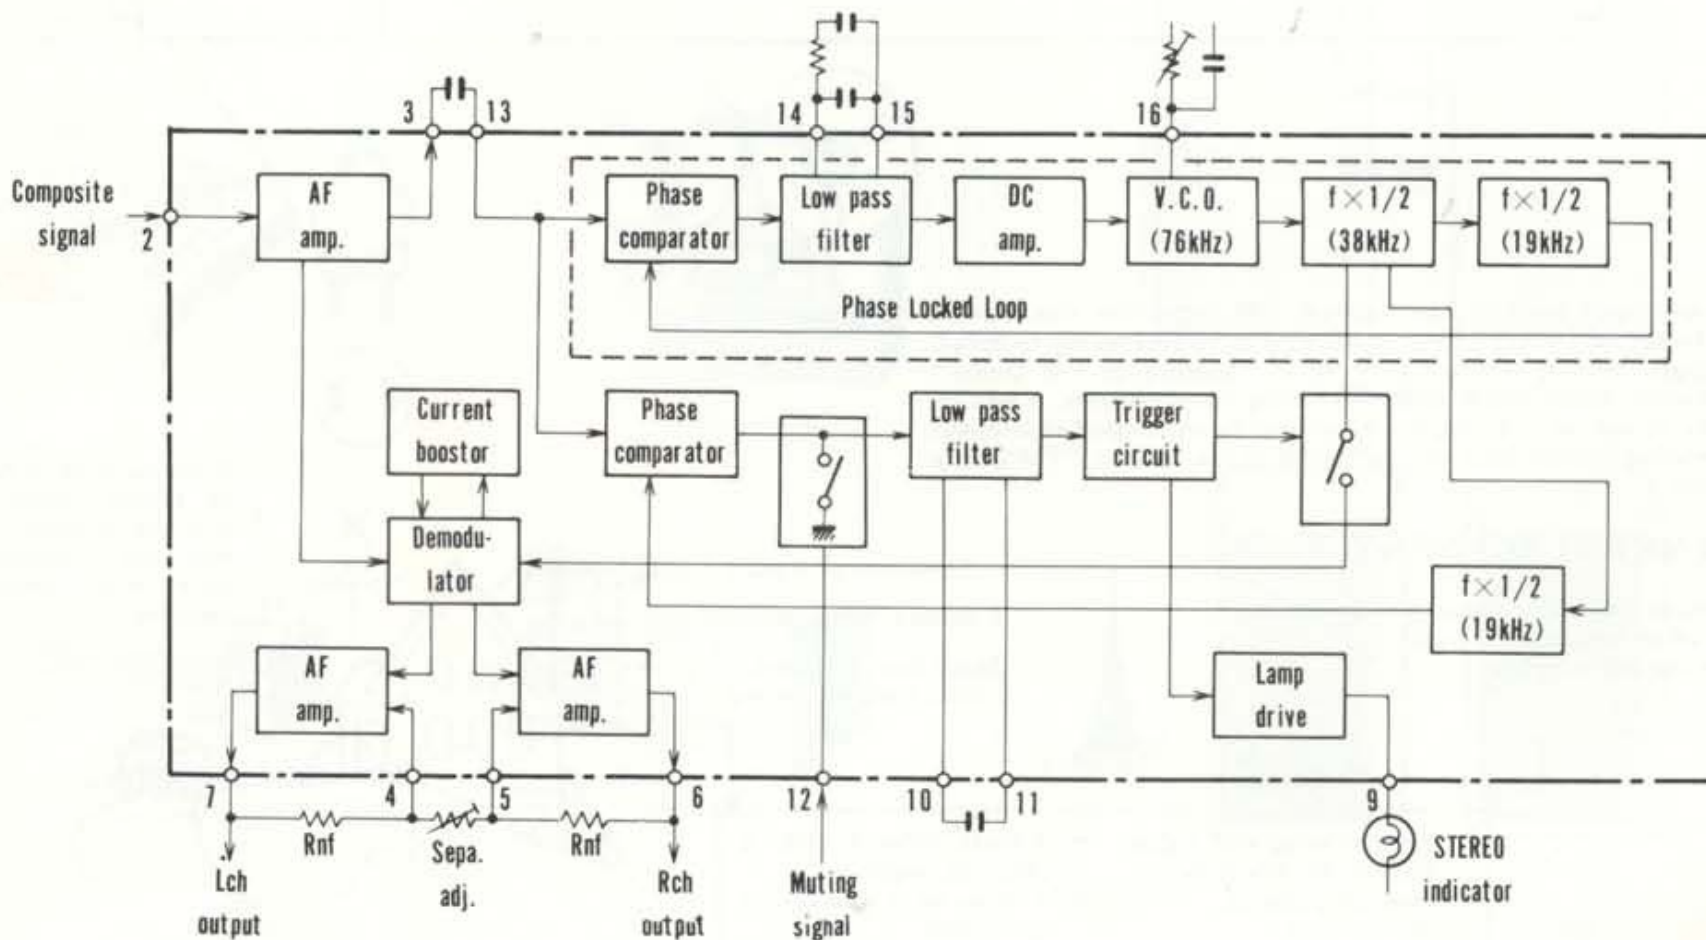 3
13
14
15
16
Composite
signal
2
AF
amp.
Phase
comparator
Low pass
filter
DC
amp.
V.C.O.
(76kHz)
f×1/2
(38kHz)
f×1/2
(19kHz)
Phase Locked Loop
Current
boostor
Phase
comparator
Low pass
filter
Trigger
circuit
Demodu-
lator
f×1/2
(19kHz)
AF
amp.
AF
amp.
Lamp
drive
7
4
5
6
12
10
11
9
Rnf
Sepa.
adj.
Rnf
Lch
output
Rch
output
Muting
signal
STEREO
indicator